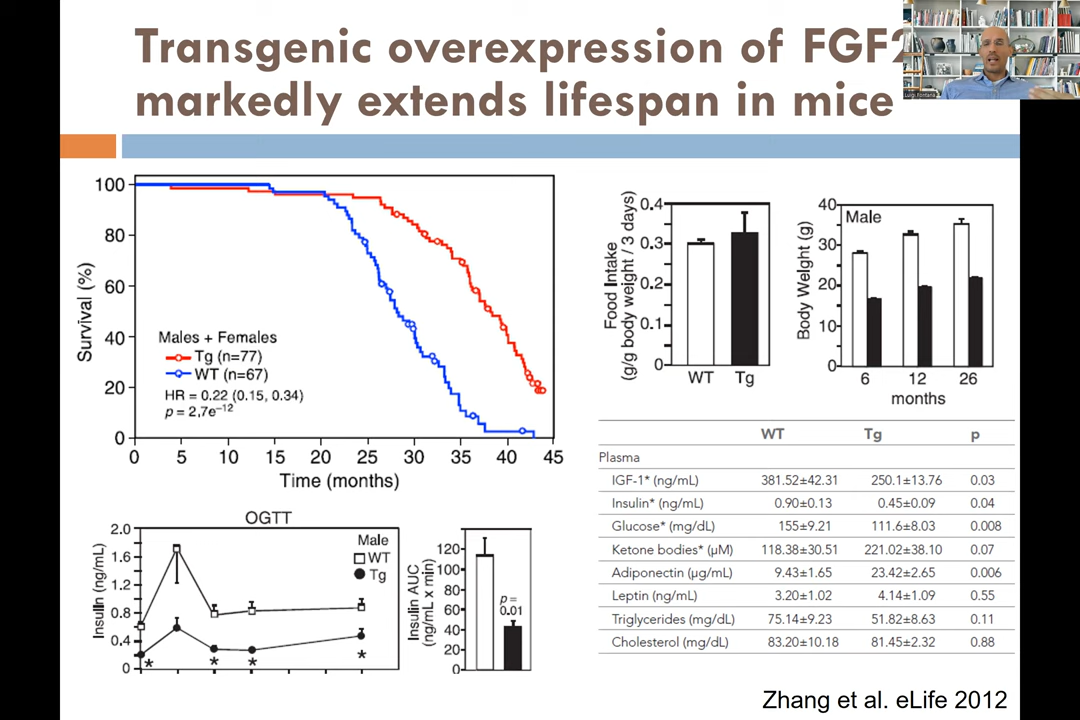 Transgenic overexpression of FGF2
markedly extends lifespan in mice
Luigi Fontana
100
80
60
40
20
0
Survival (%)
Males + Females
Tg (n=77)
WT (n=67)
HR = 0.22 (0.15, 0.34)
p = 2,7e–12
0 5 10 15 20 25 30 35 40 45
Time (months)
0.4
0.3
0.2
0.1
0
Food Intake
(g/g body weight / 3 days)
WT Tg
40
30
20
10
0
Body Weight (g)
Male
6 12 26
months
WT Tg p
Plasma
IGF-1* (ng/mL) 381.52±42.31 250.1±13.76 0.03
Insulin* (ng/mL) 0.90±0.13 0.45±0.09 0.04
Glucose* (mg/dL) 155±9.21 111.6±8.03 0.008
Ketone bodies* (µM) 118.38±30.51 221.02±38.10 0.07
Adiponectin (µg/mL) 9.43±1.65 23.42±2.65 0.006
Leptin (ng/mL) 3.20±1.02 4.14±1.09 0.55
Triglycerides (mg/dL) 75.14±9.23 51.82±8.63 0.11
Cholesterol (mg/dL) 83.20±10.18 81.45±2.32 0.88
OGTT
2.0
1.6
1.2
0.8
0.4
0
Insulin (ng/mL)
Male
WT
Tg
* * * *
120
100
80
60
40
20
0
Insulin AUC
(ng/mL x min)
p =
0.01
Zhang et al. eLife 2012